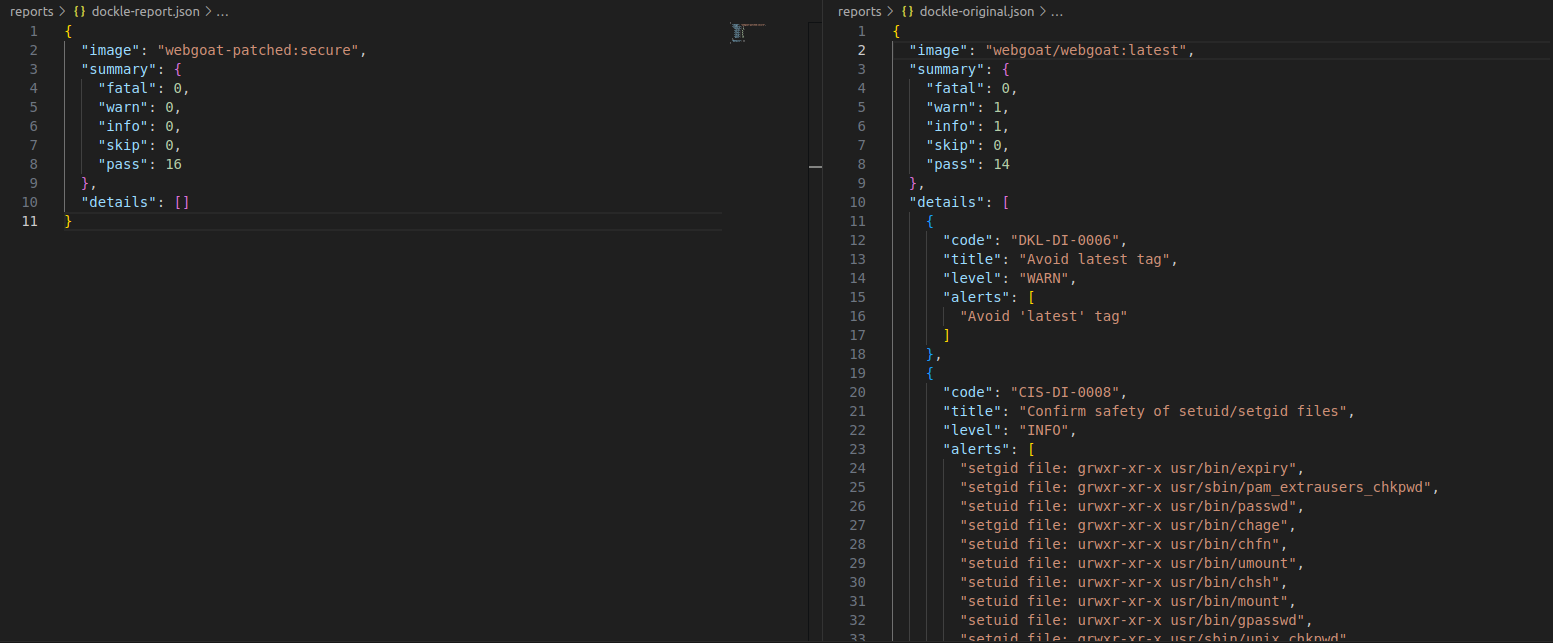 reports > {} dockle-report.json > ...
1 {
2 "image": "webgoat-patched:secure",
3 "summary": {
4 "fatal": 0,
5 "warn": 0,
6 "info": 0,
7 "skip": 0,
8 "pass": 16
9 },
10 "details": []
11 }
reports > {} dockle-original.json > ...
1 {
2 "image": "webgoat/webgoat:latest",
3 "summary": {
4 "fatal": 0,
5 "warn": 1,
6 "info": 1,
7 "skip": 0,
8 "pass": 14
9 },
10 "details": [
11 {
12 "code": "DKL-DI-0006",
13 "title": "Avoid latest tag",
14 "level": "WARN",
15 "alerts": [
16 "Avoid 'latest' tag"
17 ]
18 },
19 {
20 "code": "CIS-DI-0008",
21 "title": "Confirm safety of setuid/setgid files",
22 "level": "INFO",
23 "alerts": [
24 "setgid file: grwxr-xr-x usr/bin/expiry",
25 "setgid file: grwxr-xr-x usr/sbin/pam_extrausers_chkpwd",
26 "setuid file: urwxr-xr-x usr/bin/passwd",
27 "setgid file: grwxr-xr-x usr/bin/chage",
28 "setuid file: urwxr-xr-x usr/bin/chfn",
29 "setuid file: urwxr-xr-x usr/bin/umount",
30 "setuid file: urwxr-xr-x usr/bin/chsh",
31 "setuid file: urwxr-xr-x usr/bin/mount",
32 "setuid file: urwxr-xr-x usr/bin/gpasswd",
33 "setgid file: grwxr-xr-x usr/sbin/unix_chkpwd"